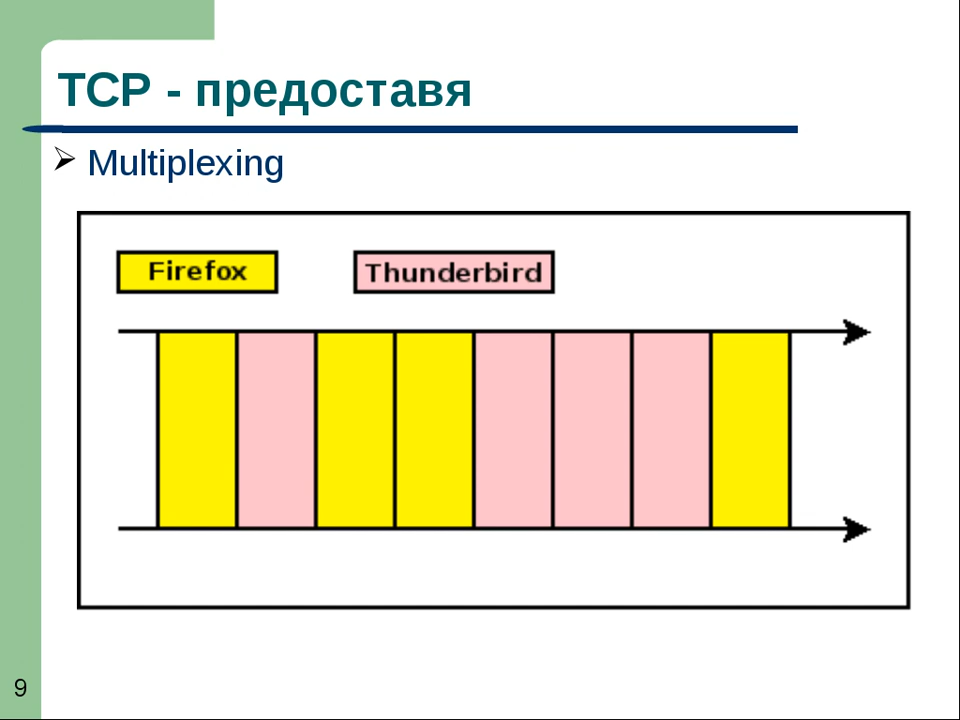 TCP - предоставя
Multiplexing
Firefox
Thunderbird
9